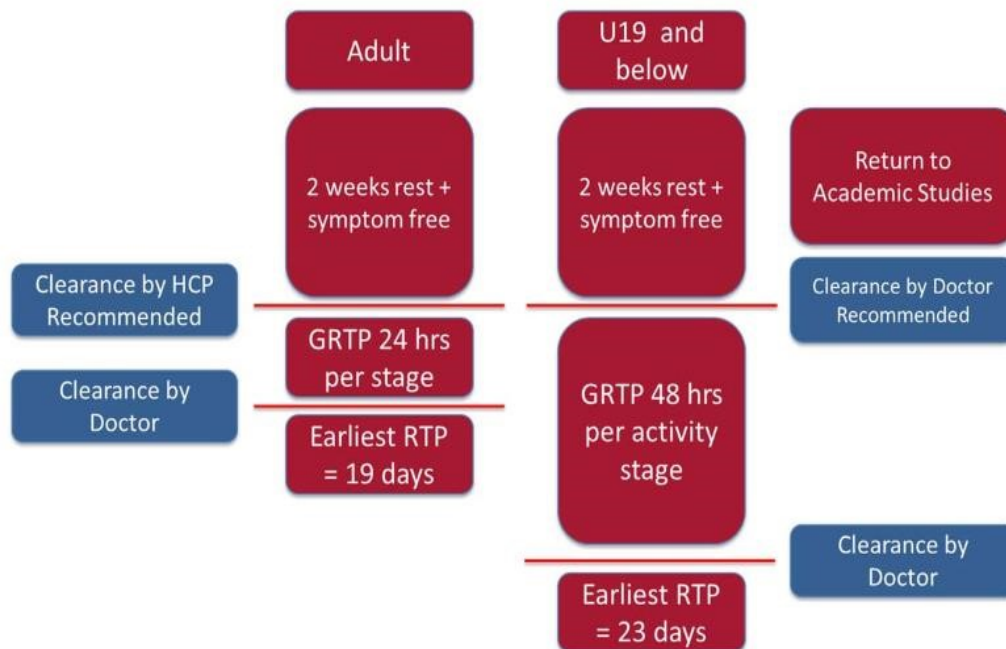 Adult
U19 and
below
2 weeks rest +
symptom free
2 weeks rest +
symptom free
Return to
Academic Studies
Clearance by HCP
Recommended
Clearance by Doctor
Recommended
GRTP 24 hrs
per stage
GRTP 48 hrs
per activity
stage
Clearance by
Doctor
Earliest RTP
= 19 days
Clearance by
Doctor
Earliest RTP
= 23 days